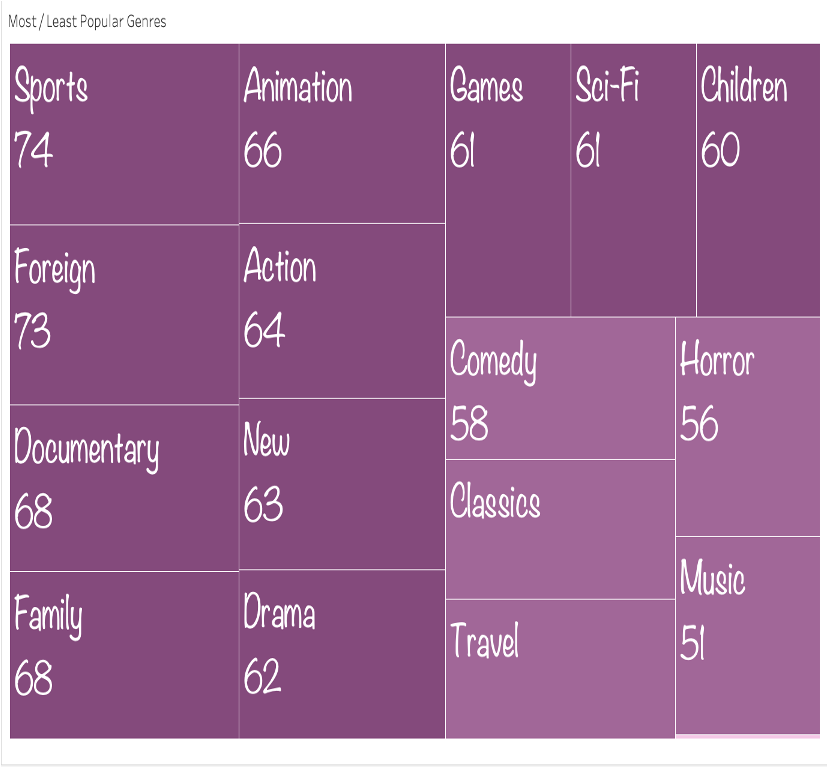 Most / Least Popular Genres
Sports
74
Foreign
73
Documentary
68
Family
68
Animation
66
Action
64
New
63
Drama
62
Games
61
Sci-Fi
61
Children
60
Comedy
58
Classics
Travel
Horror
56
Music
51